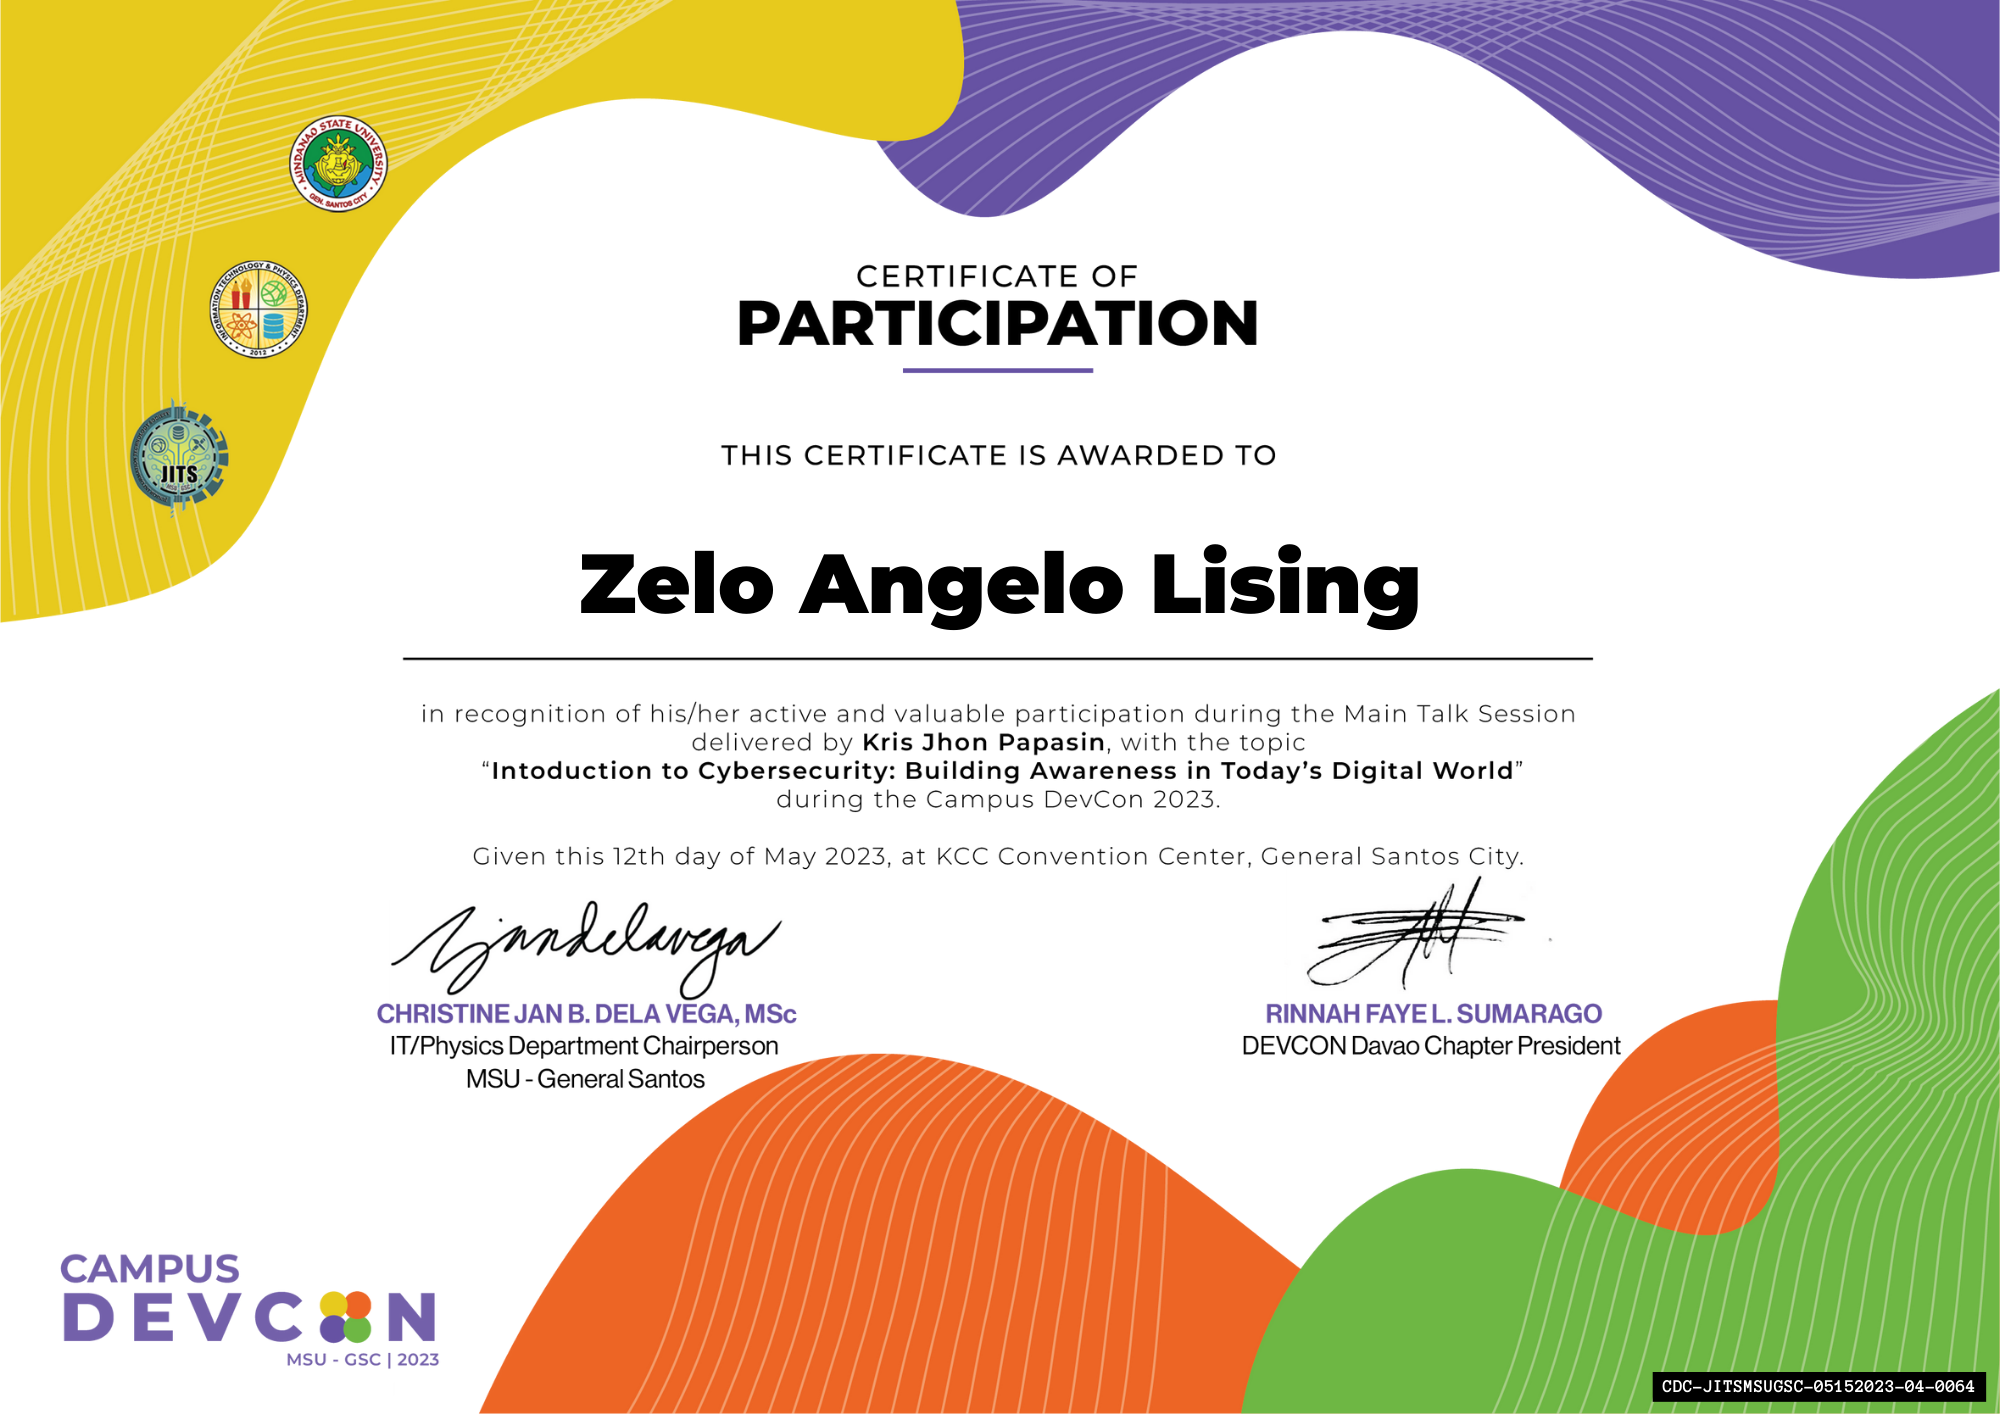 MINDANAO STATE UNIVERSITY
GEN. SANTOS CITY
INFORMATION TECHNOLOGY & PHYSICS DEPARTMENT
2012
JITS
CERTIFICATE OF
PARTICIPATION
THIS CERTIFICATE IS AWARDED TO
Zelo Angelo Lising
in recognition of his/her active and valuable participation during the Main Talk Session
delivered by Kris Jhon Papasin, with the topic
“Intoduction to Cybersecurity: Building Awareness in Today’s Digital World”
during the Campus DevCon 2023.
Given this 12th day of May 2023, at KCC Convention Center, General Santos City.
CHRISTINE JAN B. DELA VEGA, MSc
IT/Physics Department Chairperson
MSU - General Santos
RINNAH FAYE L. SUMARAGO
DEVCON Davao Chapter President
CAMPUS
DEVCON
MSU - GSC | 2023
CDC-JITSMSUGSC-05152023-04-0064